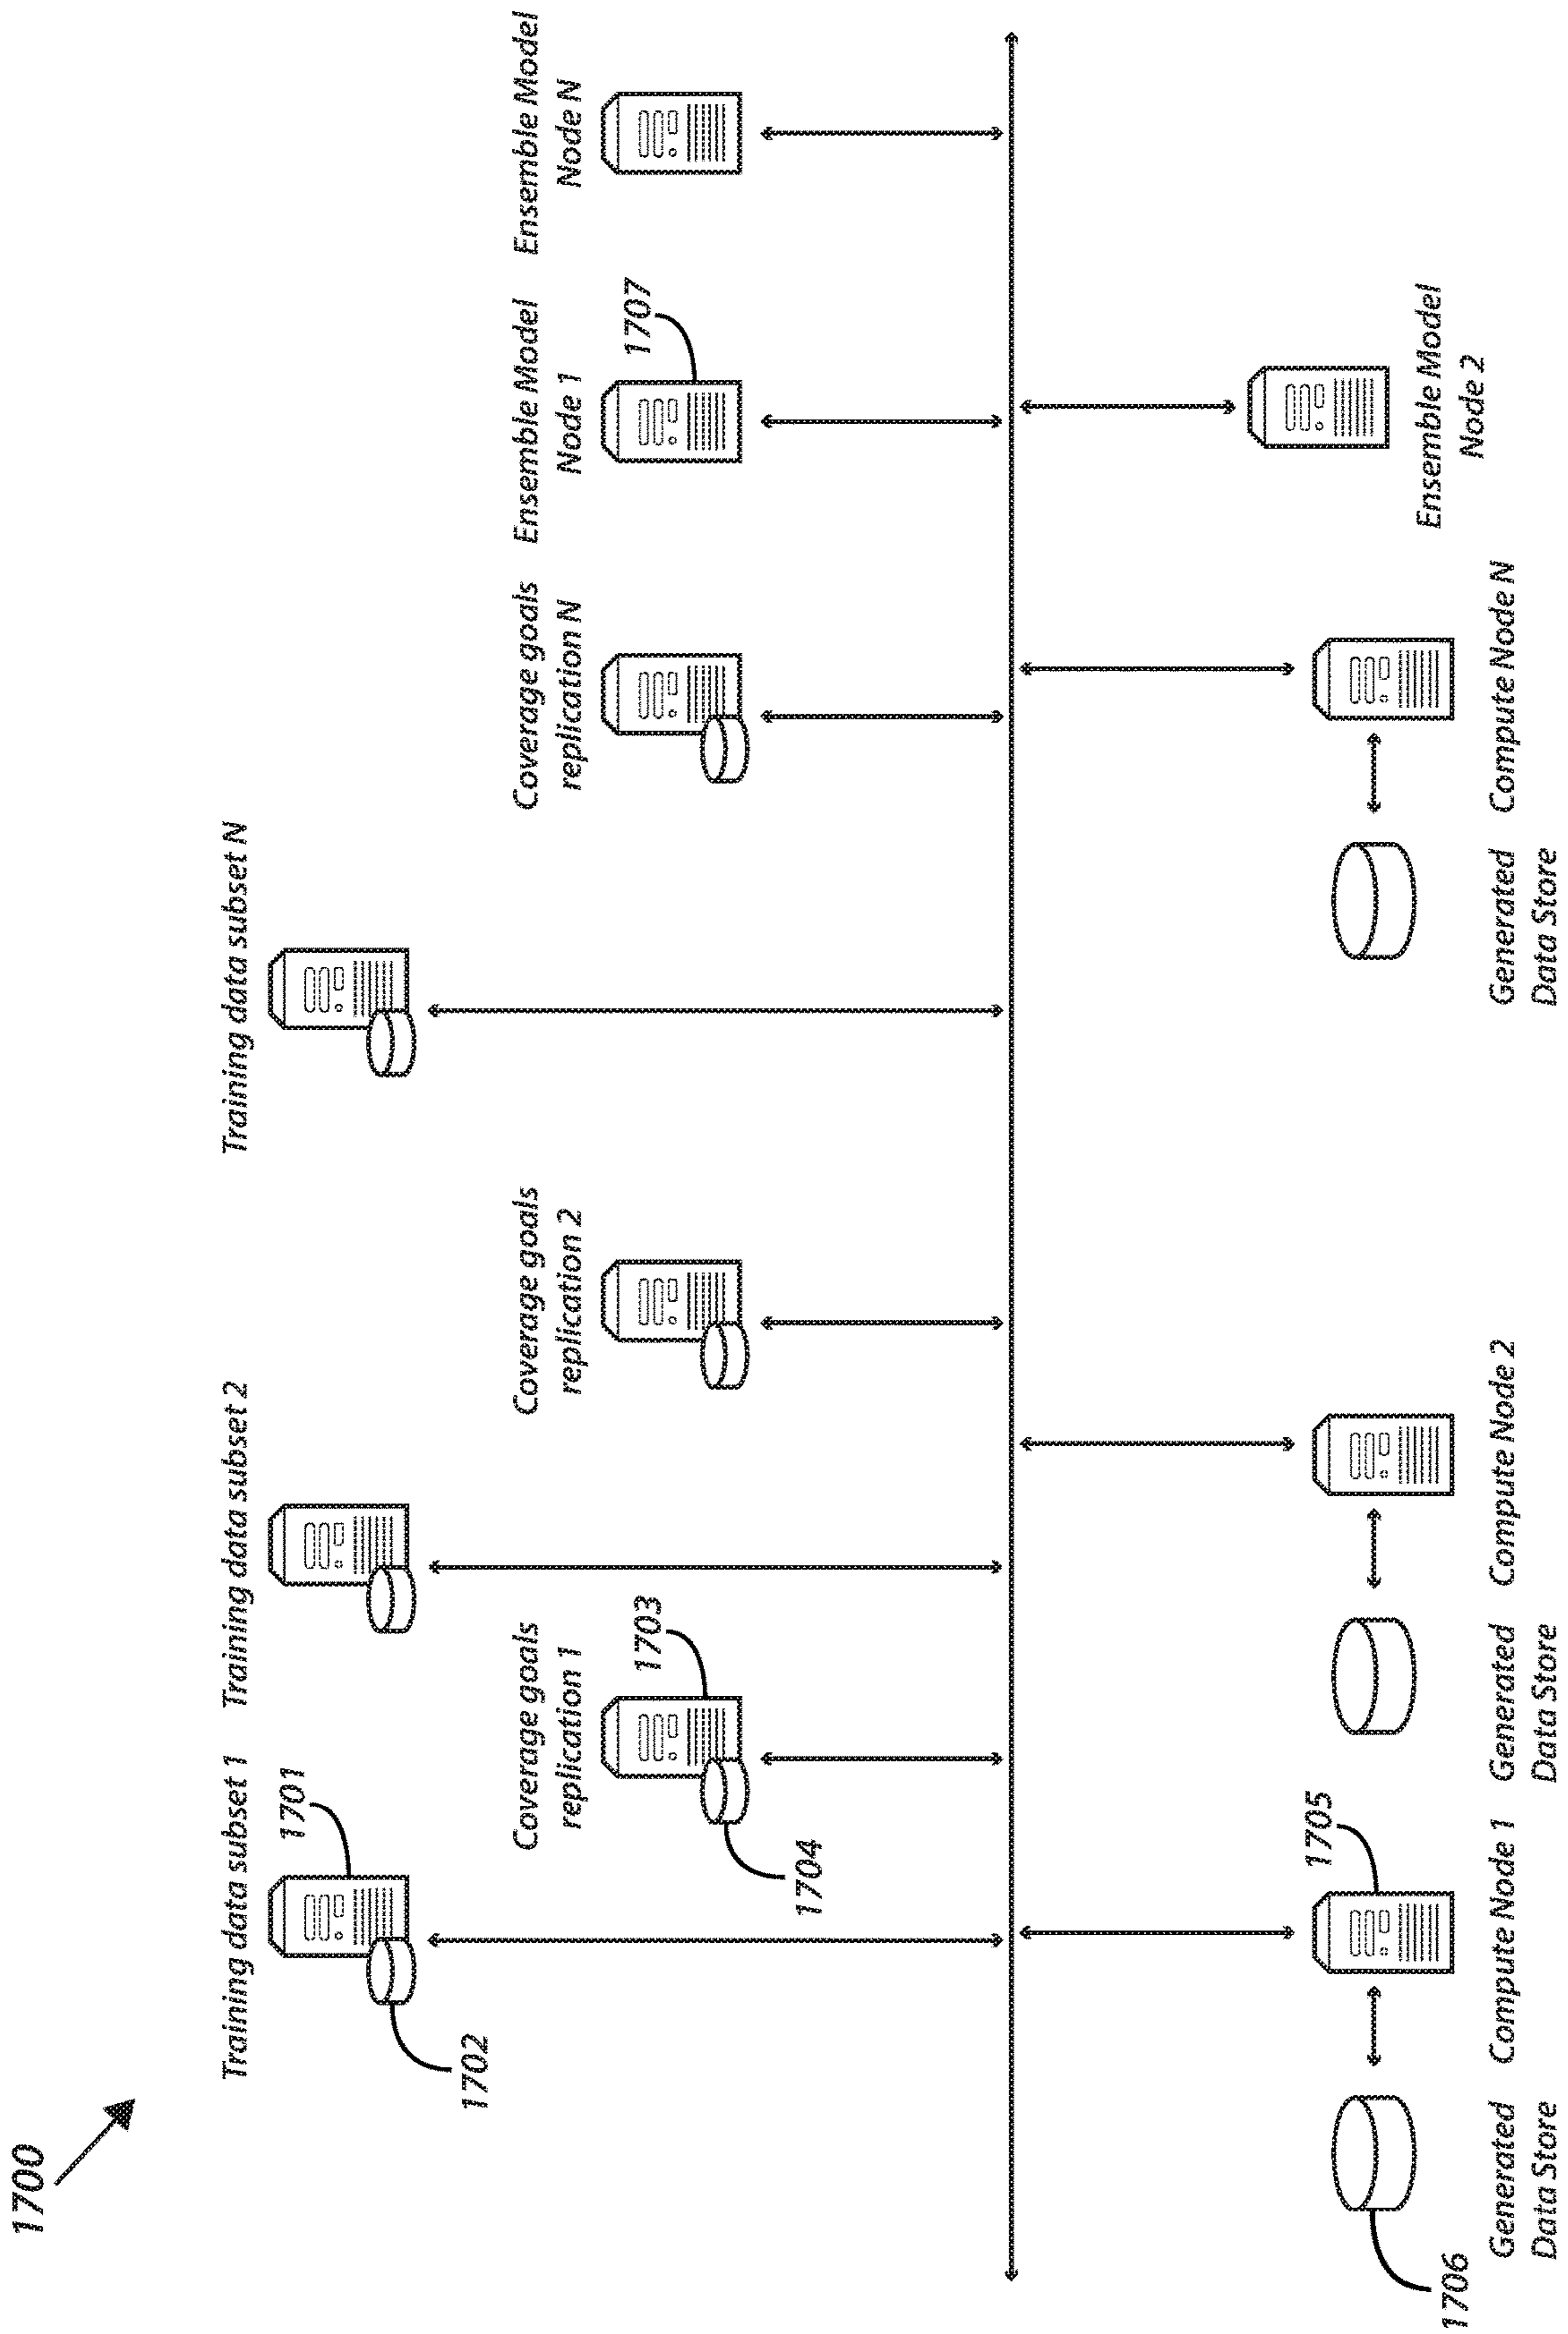 1700
Training data subset 1
1701
1702
Training data subset 2
Training data subset N
Coverage goals
replication 1
1703
1704
Coverage goals
replication 2
Coverage goals
replication N
Ensemble Model
Node 1
1707
Ensemble Model
Node N
Generated
Data Store
1706
Compute Node 1
1705
Generated
Data Store
Compute Node 2
Generated
Data Store
Compute Node N
Ensemble Model
Node 2